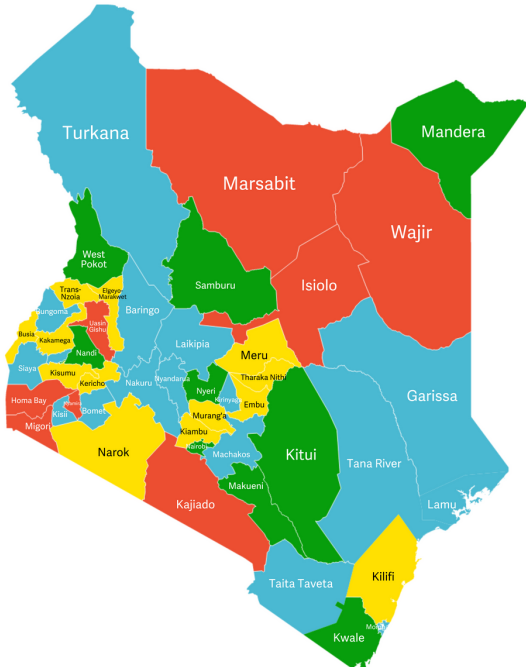 Mandera
Turkana
Marsabit
Wajir
West
Pokot
Samburu
Isiolo
Trans-
Nzoia
Elgeyo-
Marakwet
Baringo
Bungoma
Uasin
Gishu
Busia
Kakamega
Laikipia
Nandi
Meru
Siaya
Kisumu
Tharaka Nithi
Kericho
Nakuru
Nyandarua
Nyeri
Garissa
Homa Bay
Kirinyaga
Embu
Kisii
Bomet
Murang'a
Migori
Kiambu
Narok
Nairobi
Machakos
Kitui
Tana River
Makueni
Kajiado
Lamu
Kilifi
Taita Taveta
Kwale